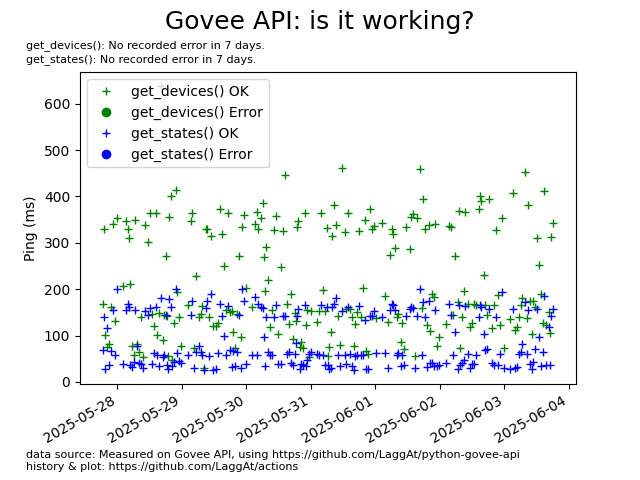 Govee API: is it working?
get_devices(): No recorded error in 7 days.
get_states(): No recorded error in 7 days.
get_devices() OK
get_devices() Error
get_states() OK
get_states() Error
Ping (ms)
600
500
400
300
200
100
0
2025-05-28
2025-05-29
2025-05-30
2025-05-31
2025-06-01
2025-06-02
2025-06-03
2025-06-04
data source: Measured on Govee API, using https://github.com/LaggAt/python-govee-api
history & plot: https://github.com/LaggAt/actions